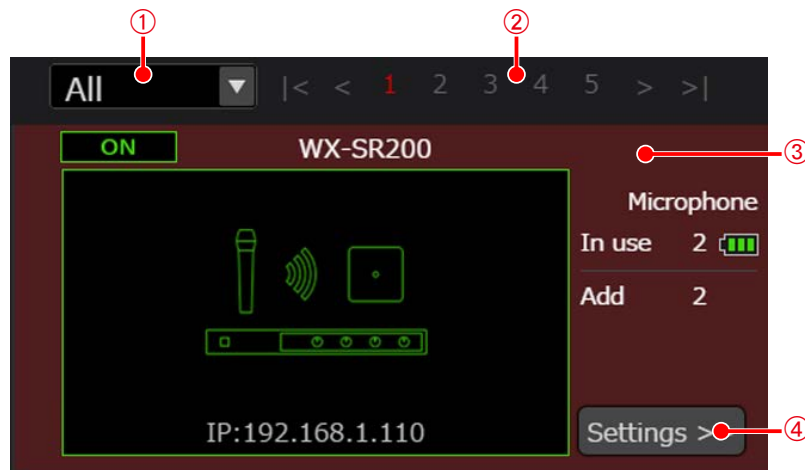 ① ②
All ▼ |< < 1 2 3 4 5 > >|
ON WX-SR200 ③
Microphone
In use 2
Add 2
IP:192.168.1.110
Settings > ④